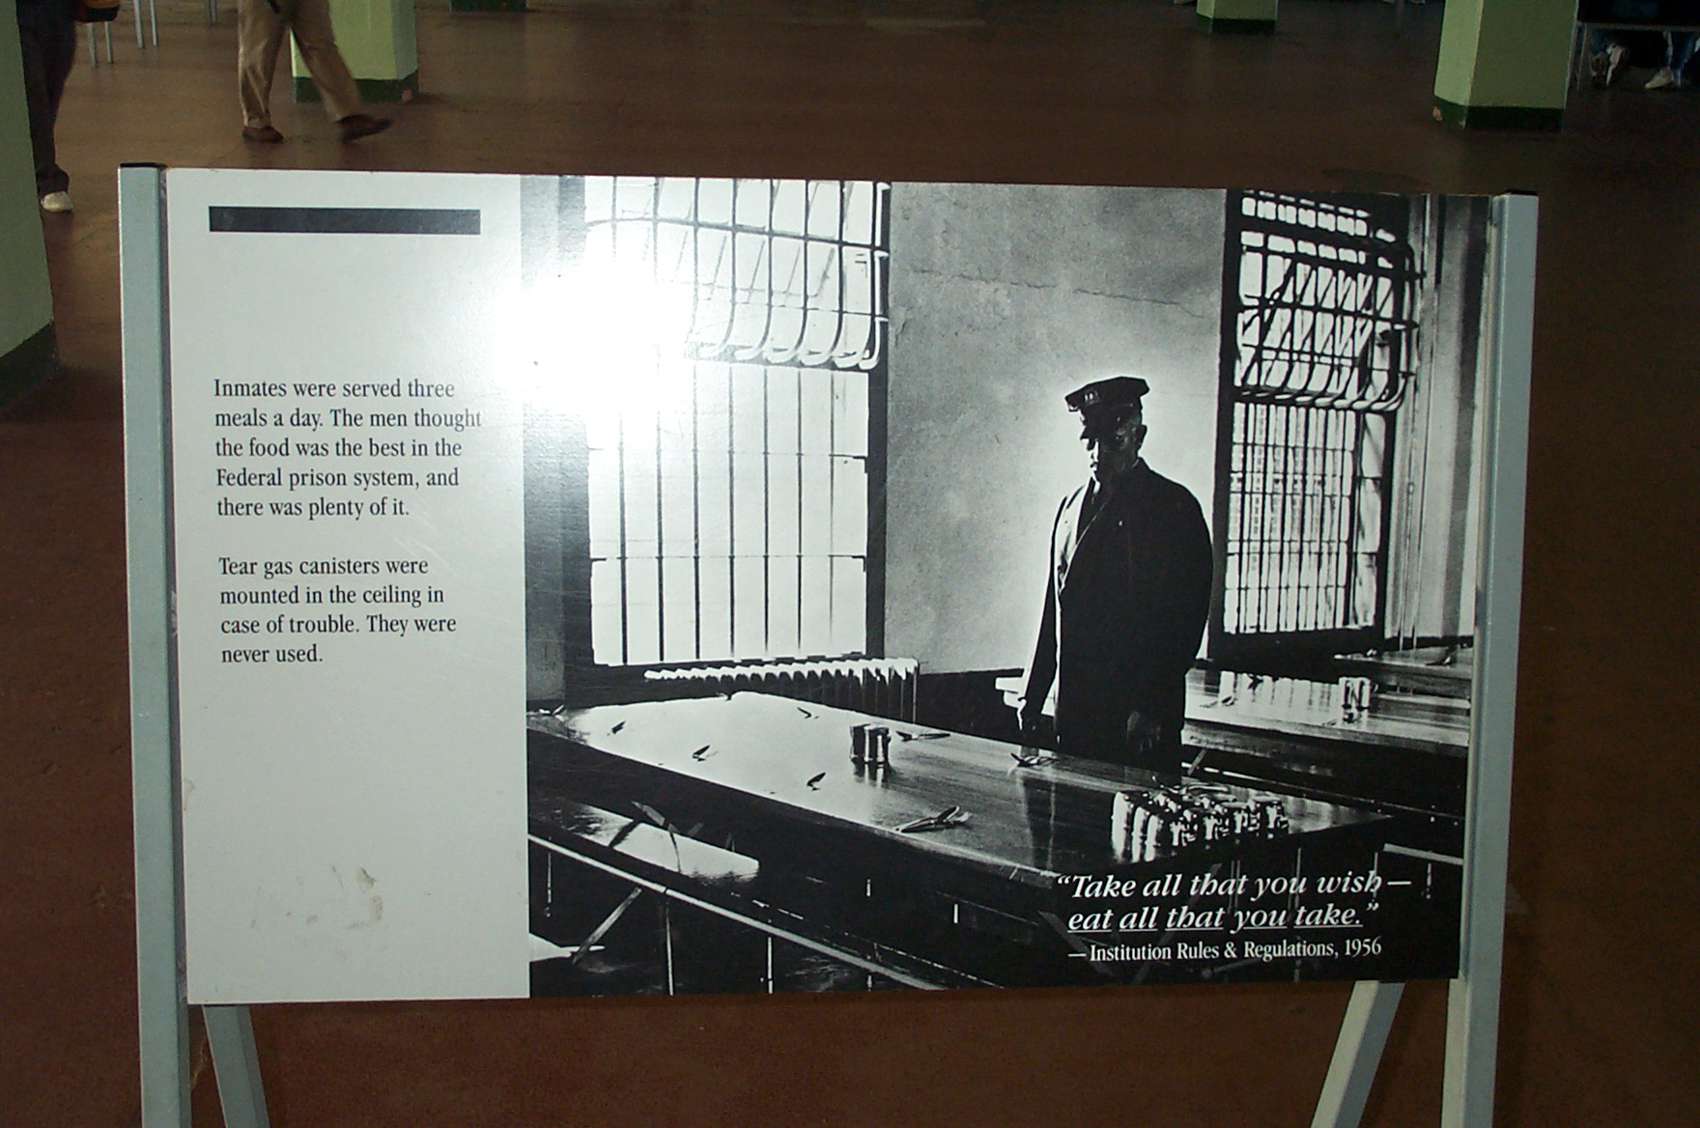 Inmates were served three
meals a day. The men thought
the food was the best in the
Federal prison system, and
there was plenty of it.
Tear gas canisters were
mounted in the ceiling in
case of trouble. They were
never used.
“Take all that you wish—
eat all that you take.”
—Institution Rules & Regulations, 1956